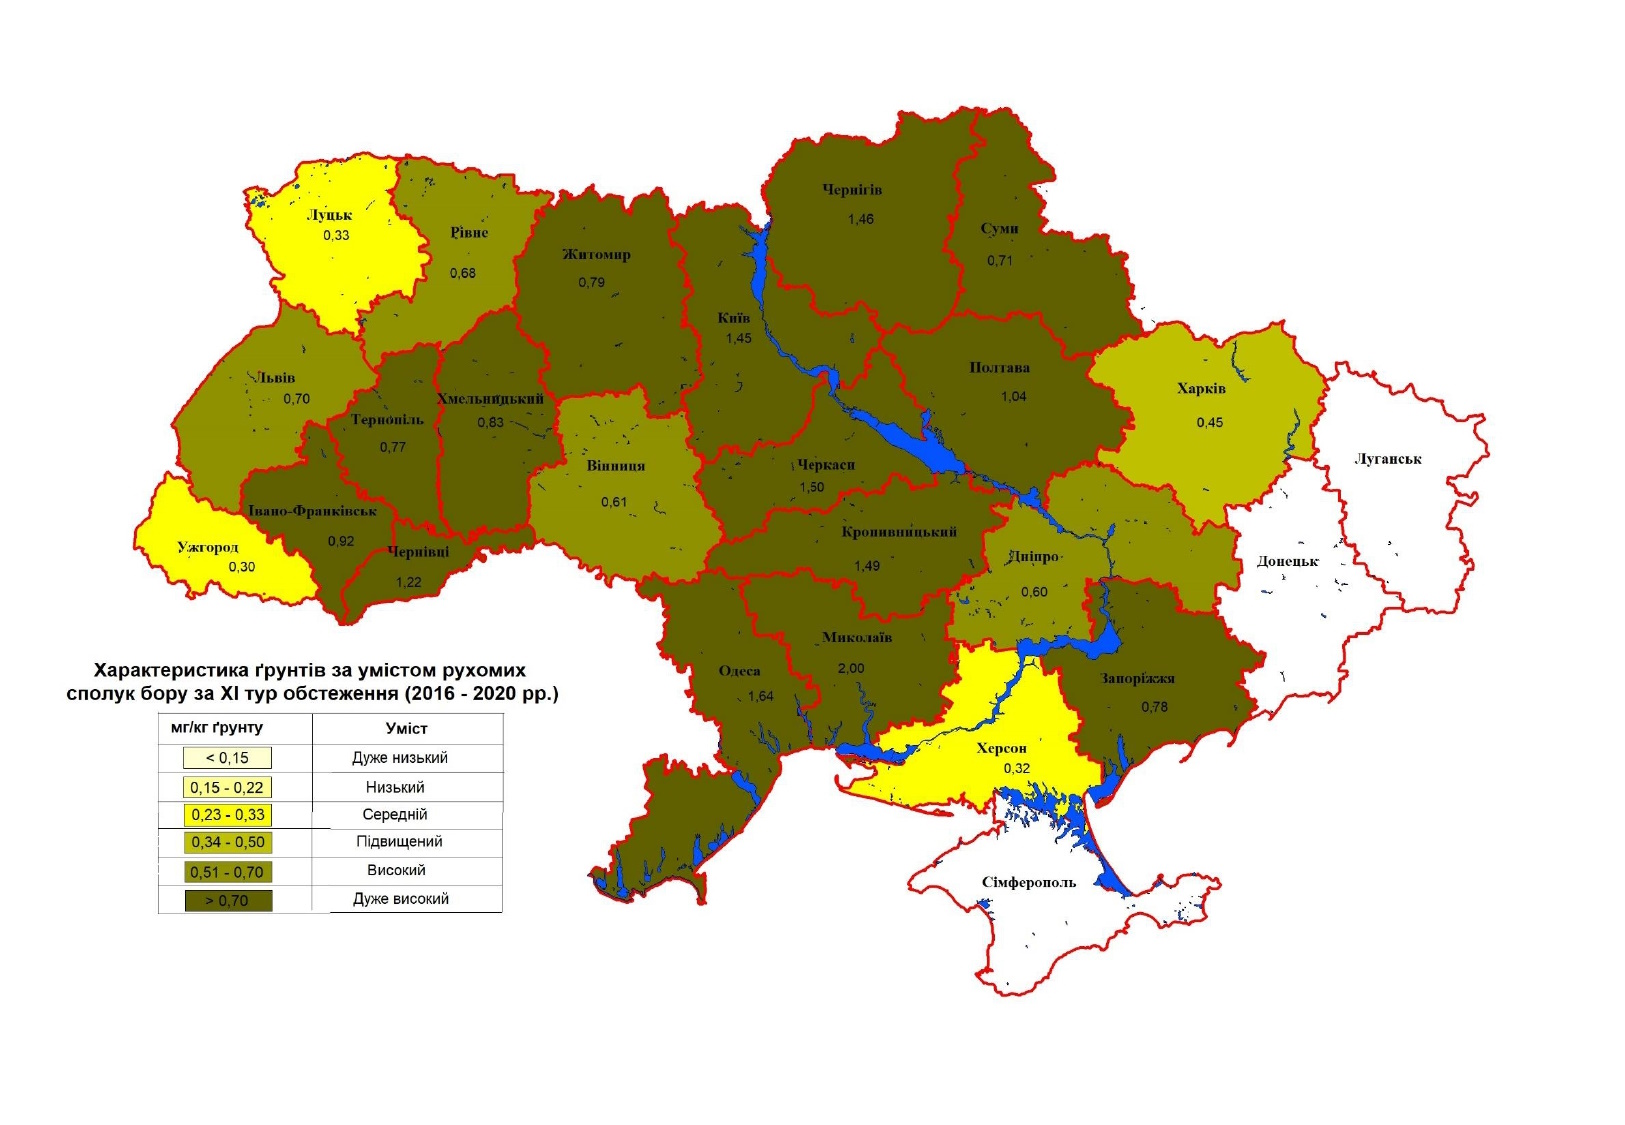 Чернігів
1,46
Суми
0,71
Луцьк
0,33
Рівне
0,68
Житомир
0,79
Київ
1,45
Полтава
1,04
Харків
0,45
Львів
0,70
Хмельницький
0,83
Тернопіль
0,77
Вінниця
0,61
Черкаси
1,50
Луганськ
Івано-Франківськ
0,92
Кропивницький
1,49
Ужгород
0,30
Чернівці
1,22
Дніпро
0,60
Донецьк
Миколаїв
2,00
Одеса
1,64
Запоріжжя
0,78
Херсон
0,32
Сімферополь
Характеристика ґрунтів за умістом рухомих
сполук бору за XI тур обстеження (2016 - 2020 рр.)
мг/кг ґрунту Уміст
< 0,15 Дуже низький
0,15 - 0,22 Низький
0,23 - 0,33 Середній
0,34 - 0,50 Підвищений
0,51 - 0,70 Високий
> 0,70 Дуже високий